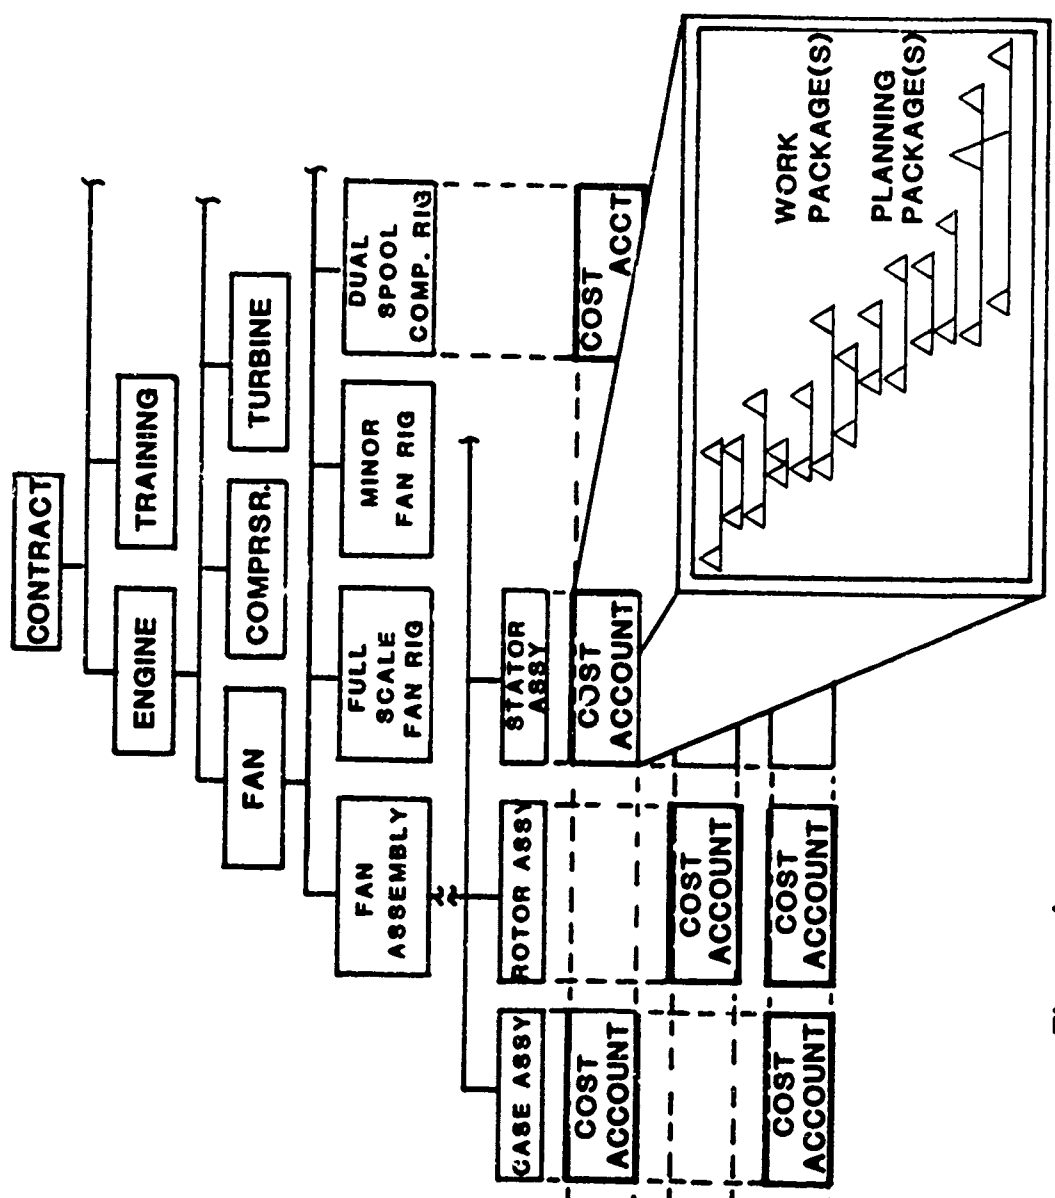 CONTRACT
ENGINE
TRAINING
FAN
COMPRSR.
TURBINE
FAN
ASSEMBLY
FULL
SCALE
FAN RIG
MINOR
FAN RIG
DUAL
SPOOL
COMP. RIG
CASE ASSY
ROTOR ASSY
STATOR
ASSY
COST
ACCOUNT
COST
ACCOUNT
COST
ACCT
COST
ACCOUNT
COST
ACCOUNT
COST
ACCOUNT
WORK
PACKAGE(S)
PLANNING
PACKAGE(S)